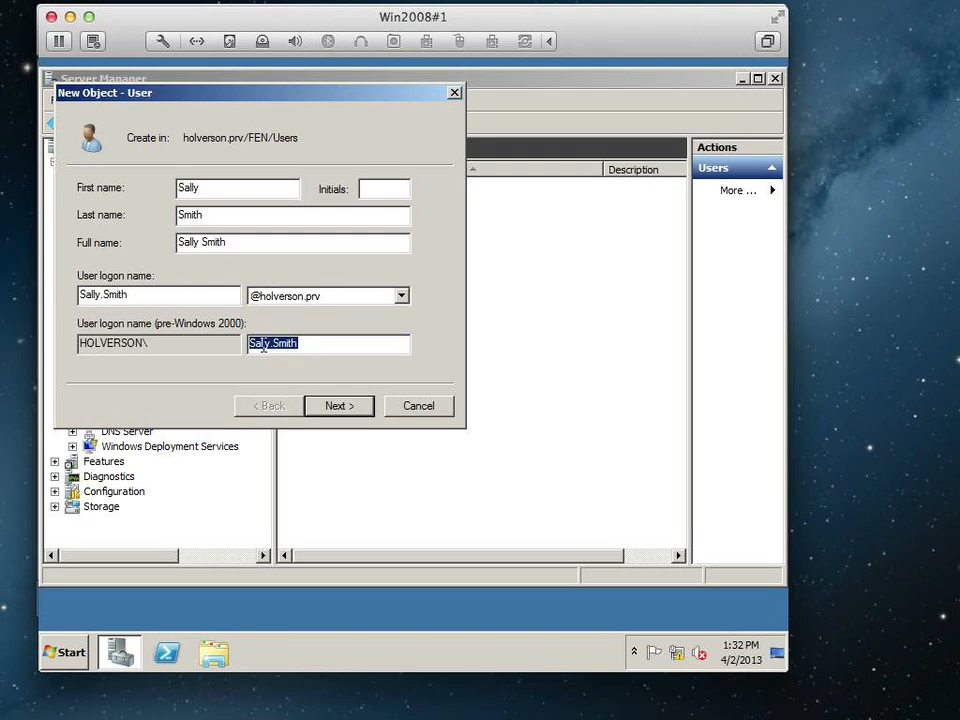 Win2008#1
Server Manager
New Object - User
Create in: holverson.prv/FEN/Users
First name: Sally Initials:
Last name: Smith
Full name: Sally Smith
User logon name:
Sally.Smith @holverson.prv
User logon name (pre-Windows 2000):
HOLVERSON\ Sally.Smith
< Back Next > Cancel
Description
Actions
Users
More ...
DNS Server
Windows Deployment Services
Features
Diagnostics
Configuration
Storage
Start
1:32 PM
4/2/2013